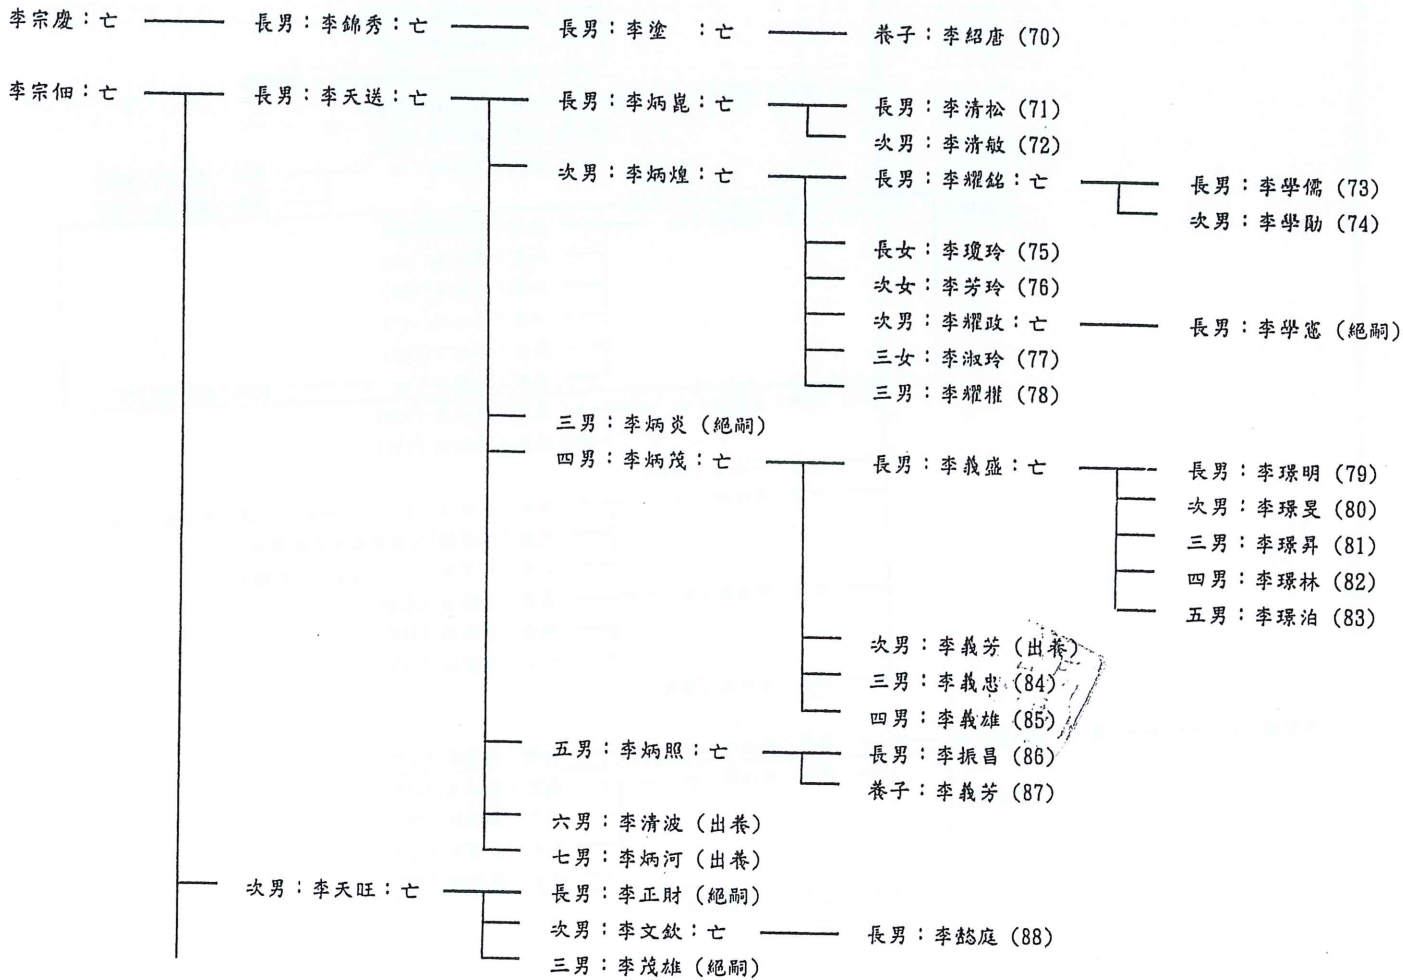 李宗慶：亡 長男：李錦秀：亡 長男：李塗 ：亡 養子：李紹唐 (70)
李宗佃：亡 長男：李天送：亡 長男：李炳崑：亡 長男：李清松 (71)
次男：李清敏 (72)
次男：李炳煌：亡 長男：李耀銘：亡 長男：李學儒 (73)
次男：李學勛 (74)
長女：李瓊玲 (75)
次女：李芳玲 (76)
次男：李耀政：亡 長男：李學憲 (絕嗣)
三女：李淑玲 (77)
三男：李耀權 (78)
三男：李炳炎 (絕嗣)
四男：李炳茂：亡 長男：李義盛：亡 長男：李璟明 (79)
次男：李璟旻 (80)
三男：李璟昇 (81)
四男：李璟林 (82)
五男：李璟泊 (83)
次男：李義芳 (出養)
三男：李義忠 (84)
四男：李義雄 (85)
五男：李炳照：亡 長男：李振昌 (86)
養子：李義芳 (87)
六男：李清波 (出養)
七男：李炳河 (出養)
次男：李天旺：亡 長男：李正財 (絕嗣)
次男：李文欽：亡 長男：李懿庭 (88)
三男：李茂雄 (絕嗣)